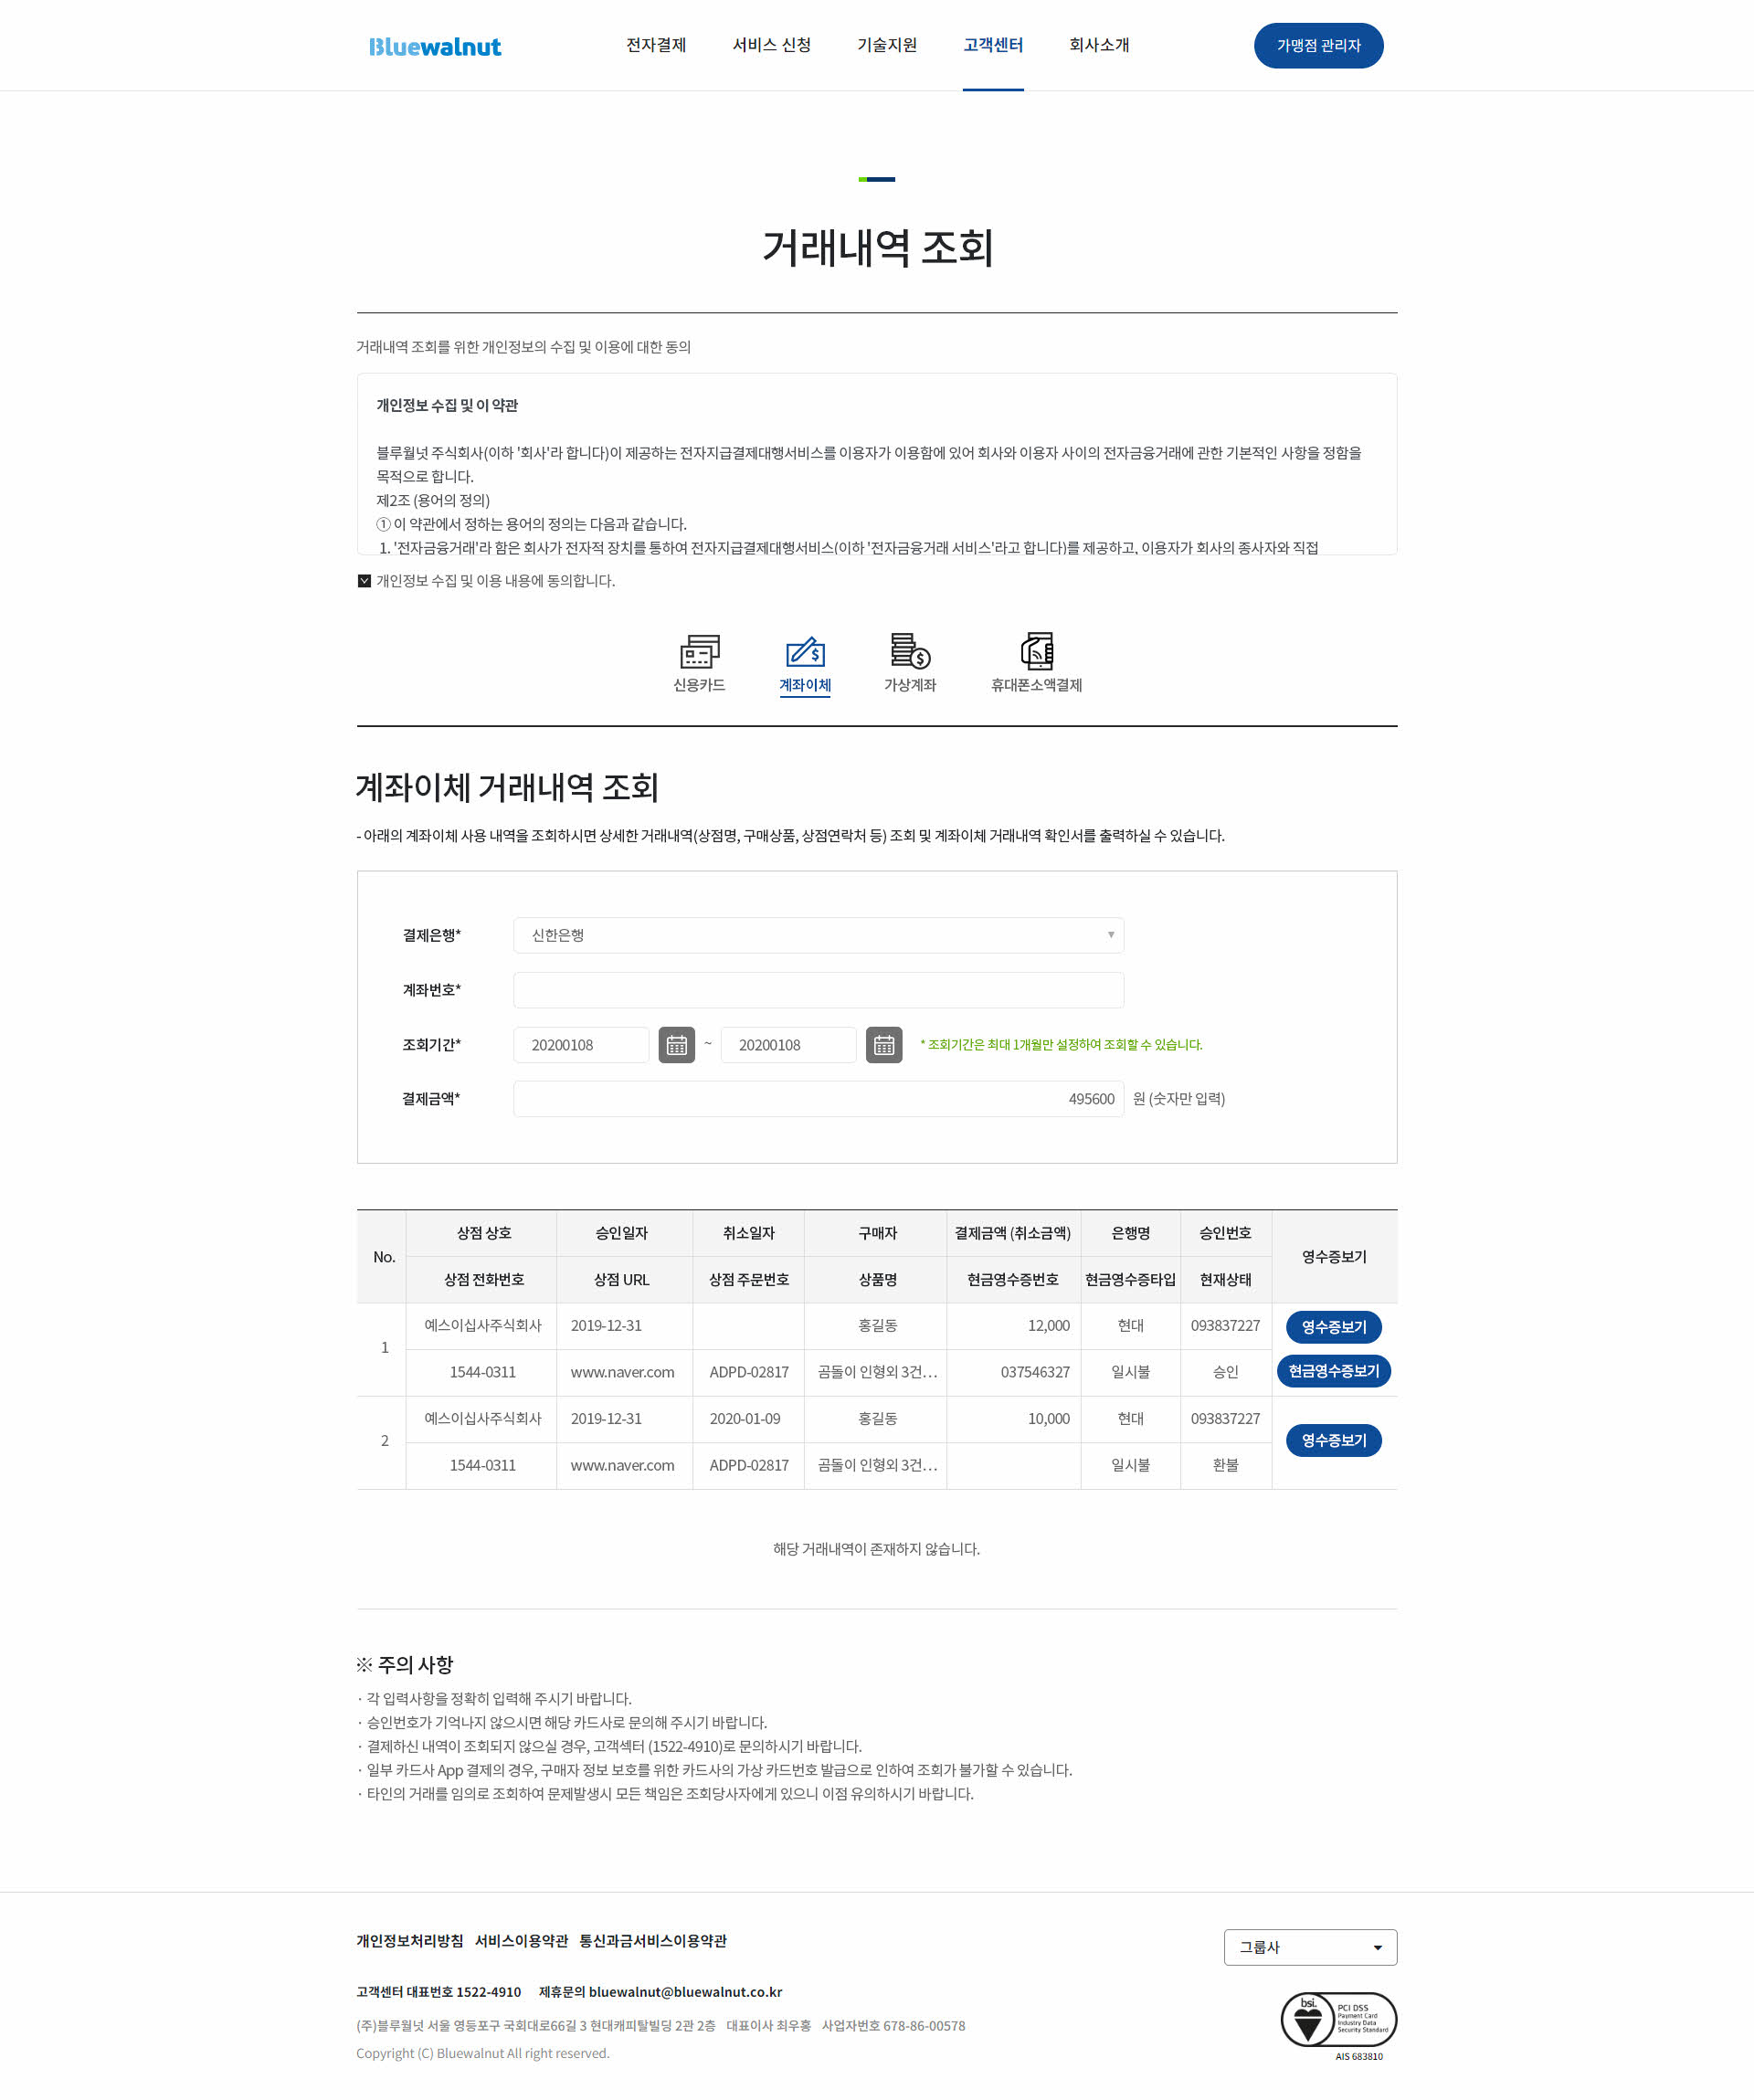 Bluewalnut
전자결제 서비스 신청 기술지원 고객센터 회사소개 가맹점 관리자
거래내역 조회
거래내역 조회를 위한 개인정보의 수집 및 이용에 대한 동의
개인정보 수집 및 이 약관
블루월넛 주식회사(이하 '회사'라 합니다)이 제공하는 전자지급결제대행서비스를 이용자가 이용함에 있어 회사와 이용자 사이의 전자금융거래에 관한 기본적인 사항을 정함을
목적으로 합니다.
제2조 (용어의 정의)
① 이 약관에서 정하는 용어의 정의는 다음과 같습니다.
1. '전자금융거래'라 함은 회사가 전자적 장치를 통하여 전자지급결제대행서비스(이하 '전자금융거래 서비스'라고 합니다)를 제공하고, 이용자가 회사의 종사자와 직접
개인정보 수집 및 이용 내용에 동의합니다.
신용카드 계좌이체 가상계좌 휴대폰소액결제
계좌이체 거래내역 조회
- 아래의 계좌이체 사용 내역을 조회하시면 상세한 거래내역(상점명, 구매상품, 상점연락처 등) 조회 및 계좌이체 거래내역 확인서를 출력하실 수 있습니다.
결제은행* 신한은행 ▼
계좌번호*
조회기간* 20200108 ~ 20200108 * 조회기간은 최대 1개월만 설정하여 조회할 수 있습니다.
결제금액* 495600 원 (숫자만 입력)
No. 상점 상호 승인일자 취소일자 구매자 결제금액 (취소금액) 은행명 승인번호 영수증보기
상점 전화번호 상점 URL 상점 주문번호 상품명 현금영수증번호 현금영수증타입 현재상태
1 예스이십사주식회사 2019-12-31 홍길동 12,000 현대 093837227 영수증보기
1544-0311 www.naver.com ADPD-02817 곰돌이 인형외 3건… 037546327 일시불 승인 현금영수증보기
2 예스이십사주식회사 2019-12-31 2020-01-09 홍길동 10,000 현대 093837227 영수증보기
1544-0311 www.naver.com ADPD-02817 곰돌이 인형외 3건… 일시불 환불
해당 거래내역이 존재하지 않습니다.
※ 주의 사항
· 각 입력사항을 정확히 입력해 주시기 바랍니다.
· 승인번호가 기억나지 않으시면 해당 카드사로 문의해 주시기 바랍니다.
· 결제하신 내역이 조회되지 않으실 경우, 고객섹터 (1522-4910)로 문의하시기 바랍니다.
· 일부 카드사 App 결제의 경우, 구매자 정보 보호를 위한 카드사의 가상 카드번호 발급으로 인하여 조회가 불가할 수 있습니다.
· 타인의 거래를 임의로 조회하여 문제발생시 모든 책임은 조회당사자에게 있으니 이점 유의하시기 바랍니다.
개인정보처리방침 서비스이용약관 통신과금서비스이용약관
그룹사
고객센터 대표번호 1522-4910 제휴문의 bluewalnut@bluewalnut.co.kr
(주)블루월넛 서울 영등포구 국회대로66길 3 현대캐피탈빌딩 2관 2층 대표이사 최우홍 사업자번호 678-86-00578
Copyright (C) Bluewalnut All right reserved.
bsi.
PCI DSS
Payment Card
Industry Data
Security Standard
AIS 683810